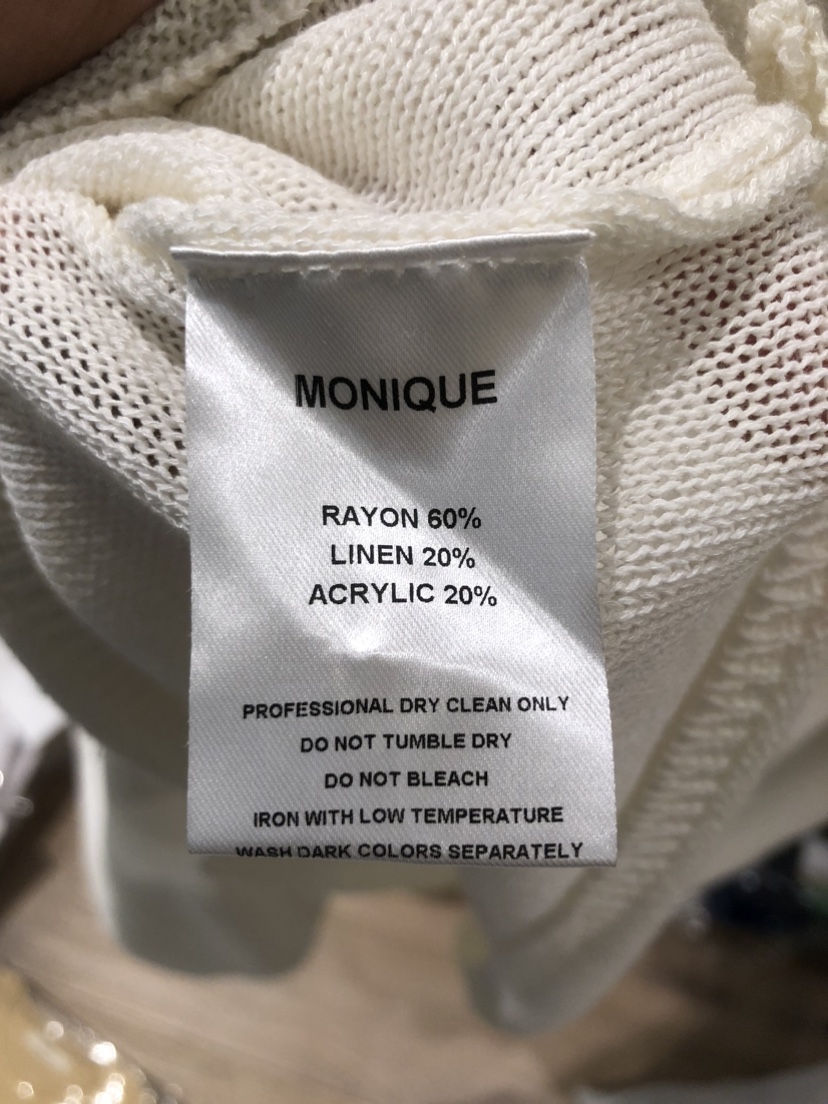 MONIQUE
RAYON 60%
LINEN 20%
ACRYLIC 20%
PROFESSIONAL DRY CLEAN ONLY
DO NOT TUMBLE DRY
DO NOT BLEACH
IRON WITH LOW TEMPERATURE
WASH DARK COLORS SEPARATELY